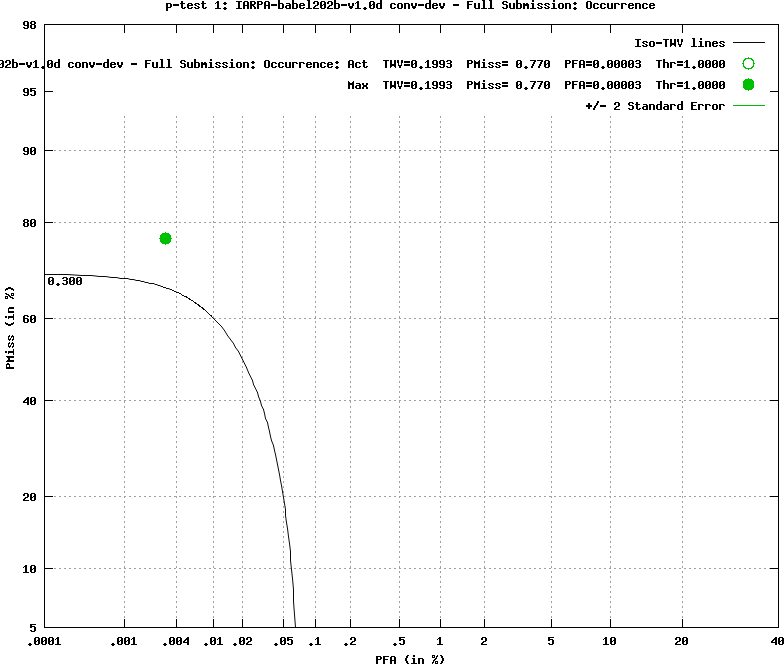 p-test 1: IARPA-babel202b-v1.0d conv-dev - Full Submission: Occurrence
98
Iso-TWV lines
02b-v1.0d conv-dev - Full Submission: Occurrence: Act TWV=0.1993 PMiss= 0.770 PFA=0.00003 Thr=1.0000
95
Max TWV=0.1993 PMiss= 0.770 PFA=0.00003 Thr=1.0000
+/- 2 Standard Error
90
80
0.300
60
PMiss (in %)
40
20
10
5
.0001 .001 .004 .01 .02 .05 .1 .2 .5 1 2 5 10 20 40
PFA (in %)